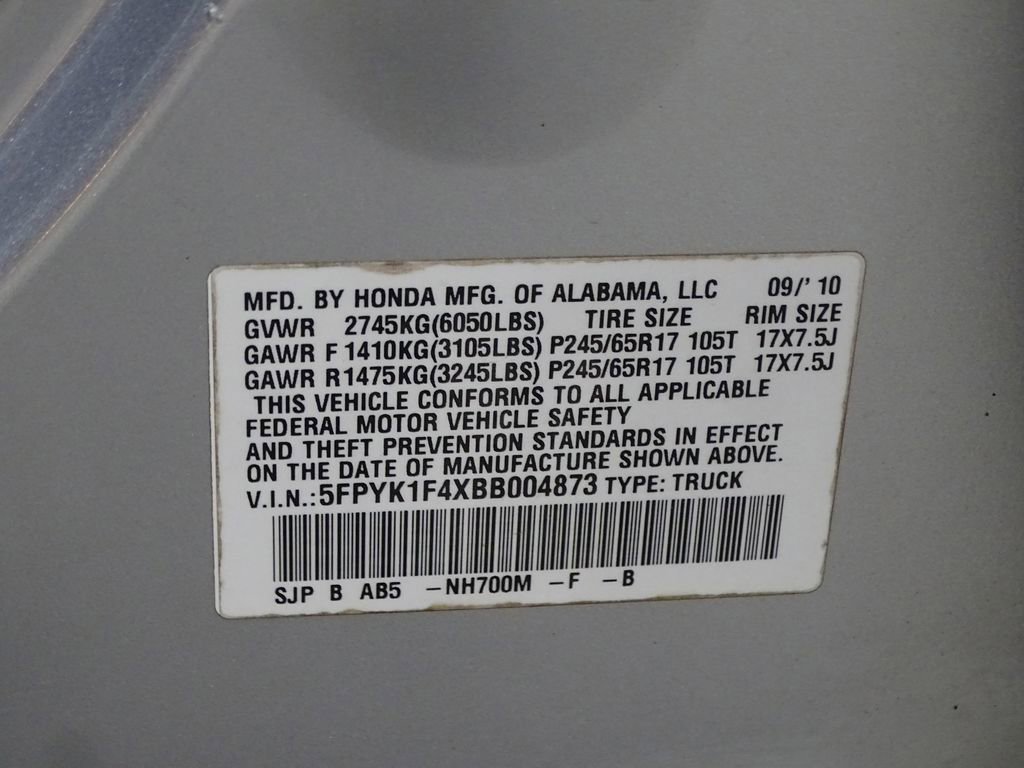 MFD. BY HONDA MFG. OF ALABAMA, LLC 09/' 10
GVWR 2745KG(6050LBS) TIRE SIZE RIM SIZE
GAWR F 1410KG(3105LBS) P245/65R17 105T 17X7.5J
GAWR R1475KG(3245LBS) P245/65R17 105T 17X7.5J
THIS VEHICLE CONFORMS TO ALL APPLICABLE
FEDERAL MOTOR VEHICLE SAFETY
AND THEFT PREVENTION STANDARDS IN EFFECT
ON THE DATE OF MANUFACTURE SHOWN ABOVE.
V.I.N.:5FPYK1F4XBB004873 TYPE: TRUCK
SJP B AB5 –NH700M –F –B